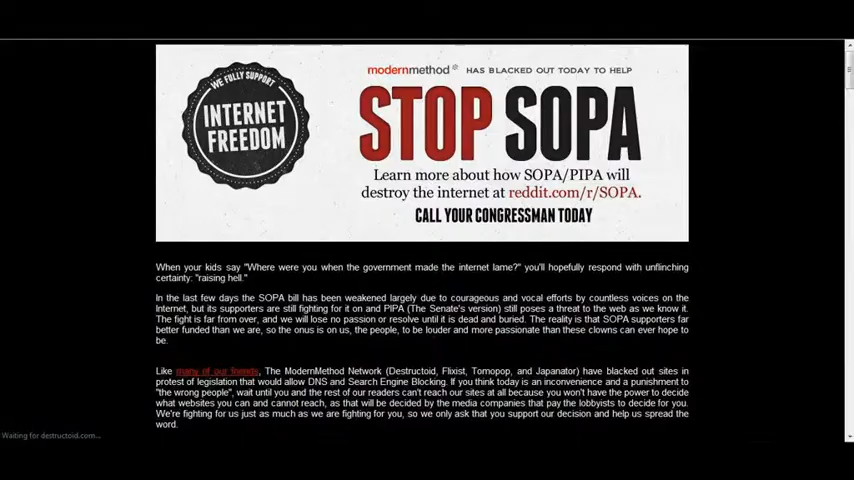 WE FULLY SUPPORT
INTERNET
FREEDOM
modernmethod* HAS BLACKED OUT TODAY TO HELP
STOP SOPA
Learn more about how SOPA/PIPA will
destroy the internet at reddit.com/r/SOPA.
CALL YOUR CONGRESSMAN TODAY
When your kids say "Where were you when the government made the internet lame?" you'll hopefully respond with unflinching
certainty: "raising hell."
In the last few days the SOPA bill has been weakened largely due to courageous and vocal efforts by countless voices on the
Internet, but its supporters are still fighting for it on and PIPA (The Senate's version) still poses a threat to the web as we know it.
The fight is far from over, and we will lose no passion or resolve until it is dead and buried. The reality is that SOPA supporters far
better funded than we are, so the onus is on us, the people, to be louder and more passionate than these clowns can ever hope to
be.
Like many of our friends, The ModernMethod Network (Destructoid, Flixist, Tomopop, and Japanator) have blacked out sites in
protest of legislation that would allow DNS and Search Engine Blocking. If you think today is an inconvenience and a punishment to
"the wrong people", wait until you and the rest of our readers can't reach our sites at all because you won't have the power to decide
what websites you can and cannot reach, as that will be decided by the media companies that pay the lobbyists to decide for you.
We're fighting for us just as much as we are fighting for you, so we only ask that you support our decision and help us spread the
word.
Waiting for destructoid.com...